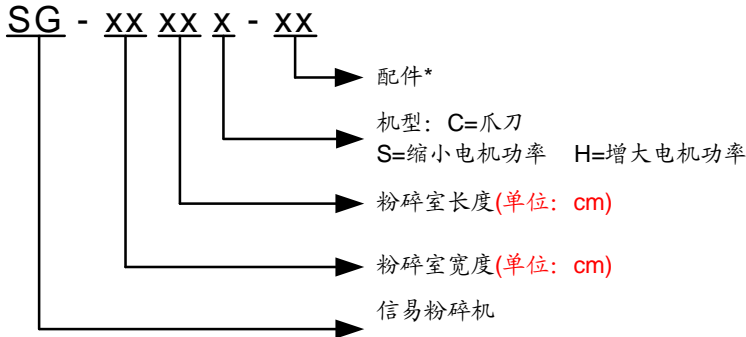 SG - xx xx x - xx
配件*
机型：C=爪刀
S=缩小电机功率 H=增大电机功率
粉碎室长度(单位：cm)
粉碎室宽度(单位：cm)
信易粉碎机